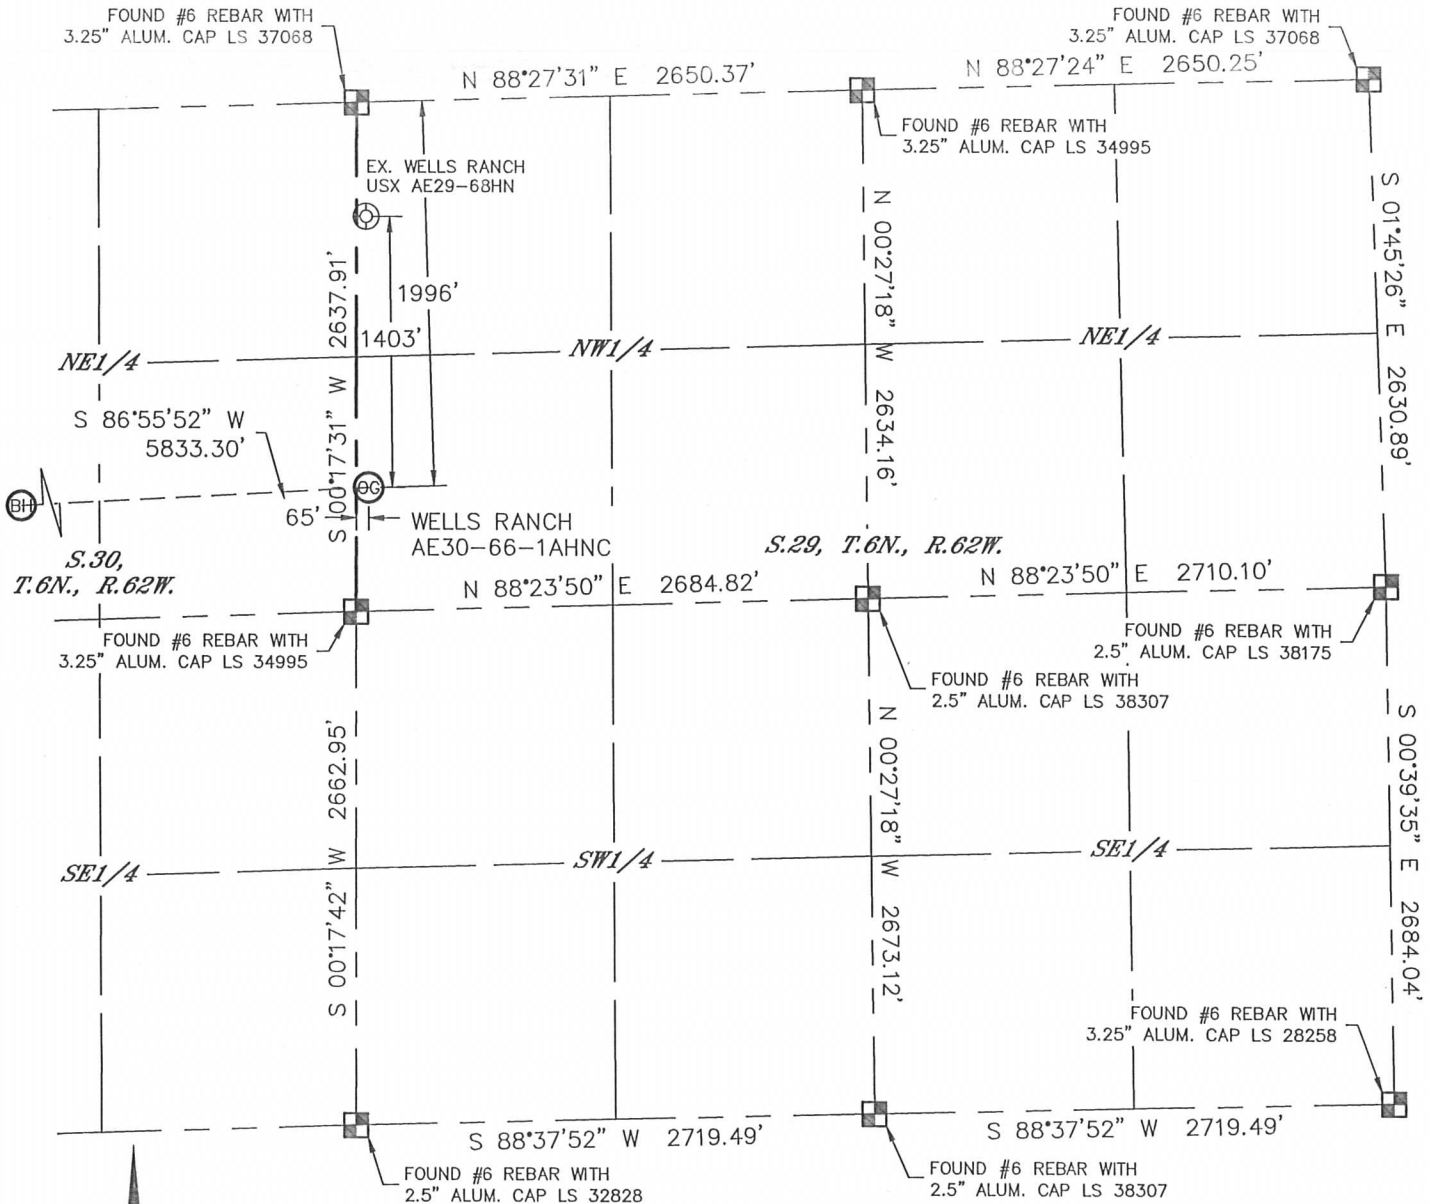 FOUND #6 REBAR WITH
3.25" ALUM. CAP LS 37068
FOUND #6 REBAR WITH
3.25" ALUM. CAP LS 37068
N 88°27'31" E 2650.37'
N 88°27'24" E 2650.25'
FOUND #6 REBAR WITH
3.25" ALUM. CAP LS 34995
EX. WELLS RANCH
USX AE29-68HN
S 00°17'31" W 2637.91'
1996'
1403'
N 00°27'18" W 2634.16'
S 01°45'26" E 2630.89'
NE1/4
NW1/4
NE1/4
S 86°55'52" W
5833.30'
BH
OG
65'
WELLS RANCH
AE30-66-1AHNC
S.30,
T.6N., R.62W.
S.29, T.6N., R.62W.
N 88°23'50" E 2684.82'
N 88°23'50" E 2710.10'
FOUND #6 REBAR WITH
3.25" ALUM. CAP LS 34995
FOUND #6 REBAR WITH
2.5" ALUM. CAP LS 38175
FOUND #6 REBAR WITH
2.5" ALUM. CAP LS 38307
S 00°17'42" W 2662.95'
N 00°27'18" W 2673.12'
S 00°39'35" E 2684.04'
SE1/4
SW1/4
SE1/4
FOUND #6 REBAR WITH
3.25" ALUM. CAP LS 28258
S 88°37'52" W 2719.49'
S 88°37'52" W 2719.49'
FOUND #6 REBAR WITH
2.5" ALUM. CAP LS 32828
FOUND #6 REBAR WITH
2.5" ALUM. CAP LS 38307